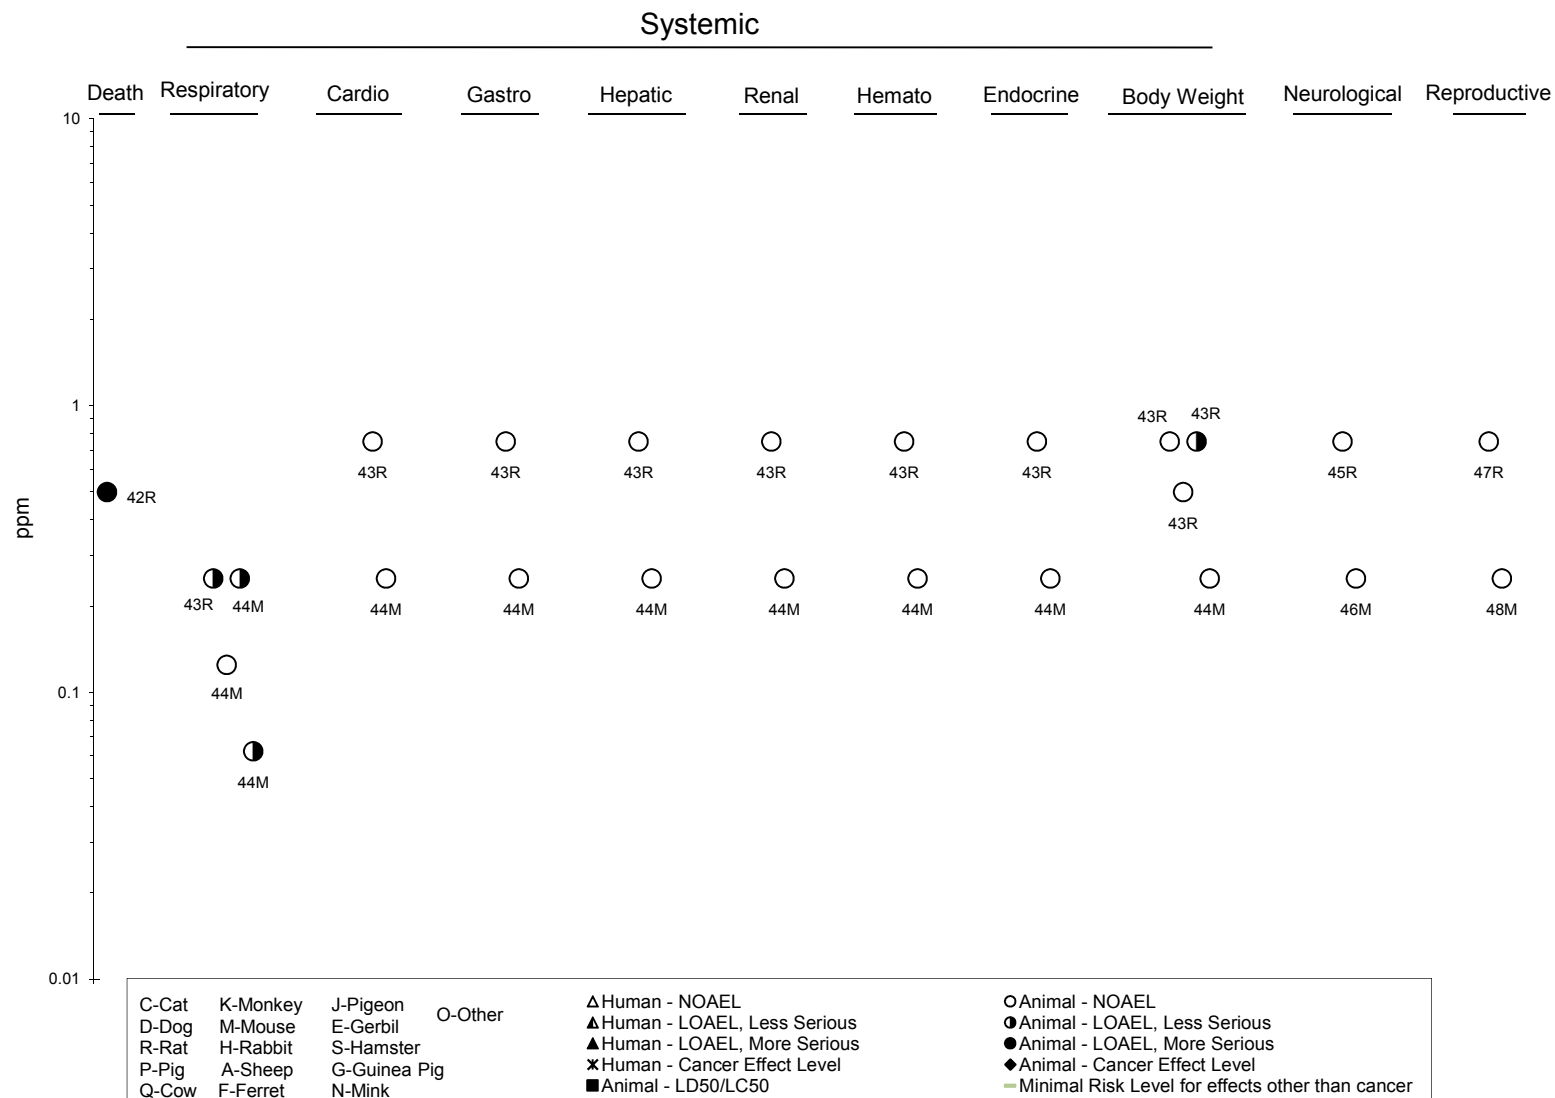 Systemic
Death Respiratory Cardio Gastro Hepatic Renal Hemato Endocrine Body Weight Neurological Reproductive
10
1
0.1
0.01
ppm
43R 43R
43R 43R 43R 43R 43R 43R 45R 47R
42R
43R
43R 44M 44M 44M 44M 44M 44M 44M 44M 46M 48M
44M
44M
C-Cat K-Monkey J-Pigeon O-Other
D-Dog M-Mouse E-Gerbil
R-Rat H-Rabbit S-Hamster
P-Pig A-Sheep G-Guinea Pig
Q-Cow F-Ferret N-Mink
Human - NOAEL
Human - LOAEL, Less Serious
Human - LOAEL, More Serious
Human - Cancer Effect Level
Animal - LD50/LC50
Animal - NOAEL
Animal - LOAEL, Less Serious
Animal - LOAEL, More Serious
Animal - Cancer Effect Level
Minimal Risk Level for effects other than cancer